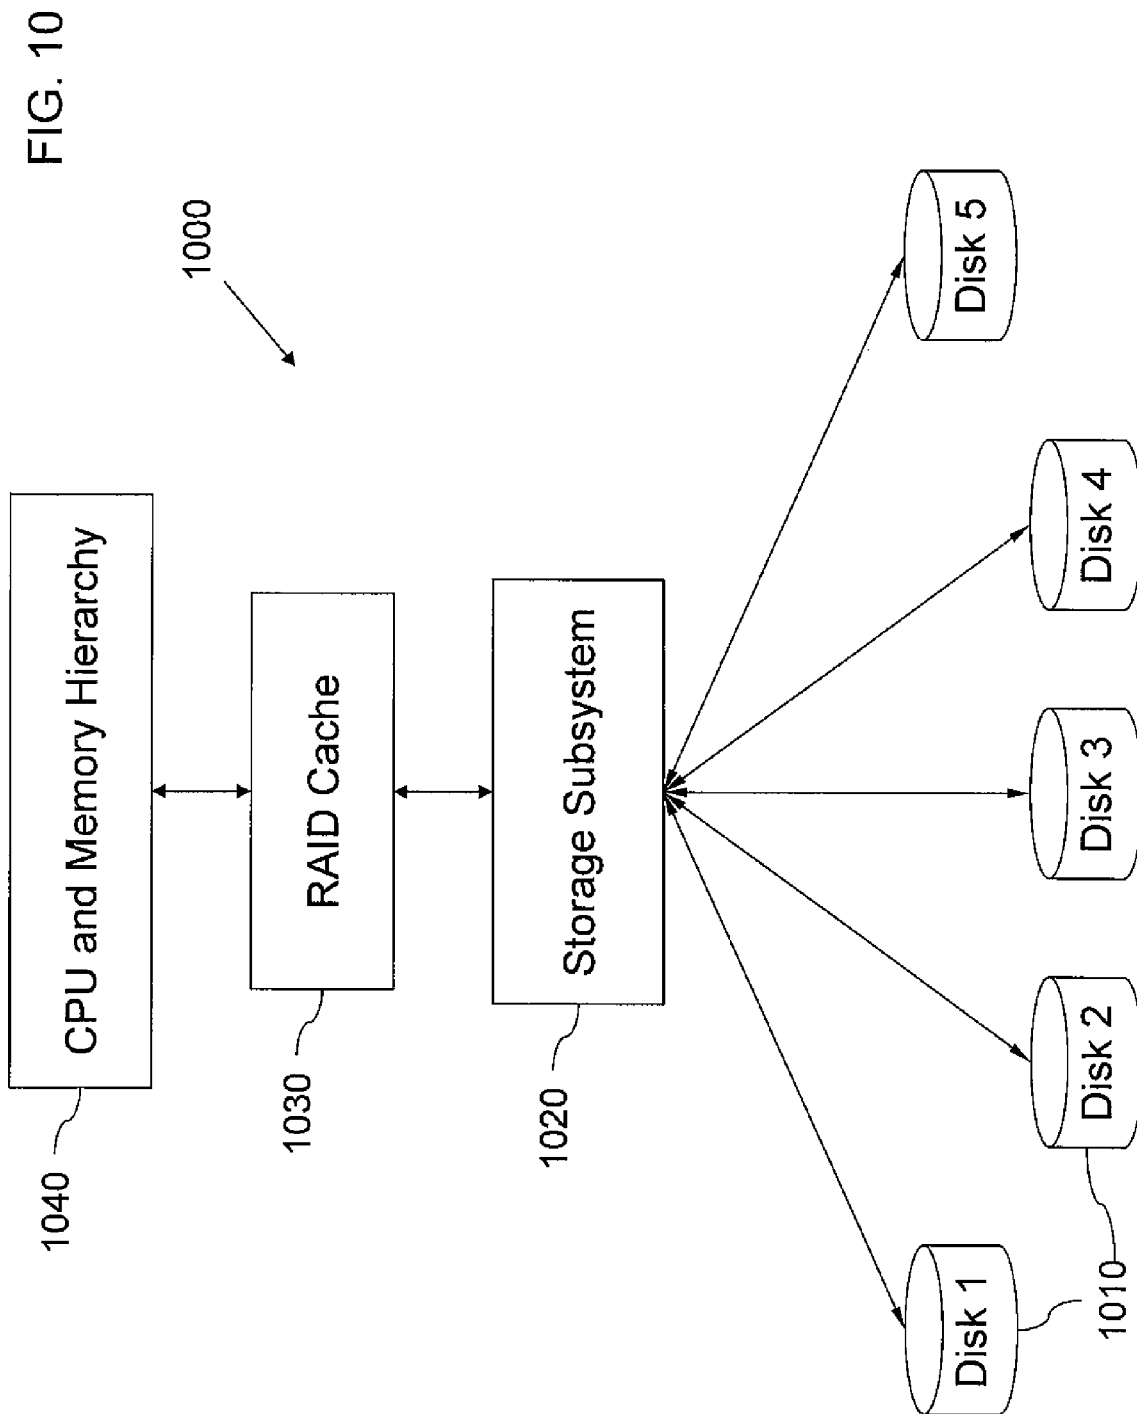 FIG. 10
1000
CPU and Memory Hierarchy
1040
RAID Cache
1030
Storage Subsystem
1020
Disk 1
Disk 2
Disk 3
Disk 4
Disk 5
1010